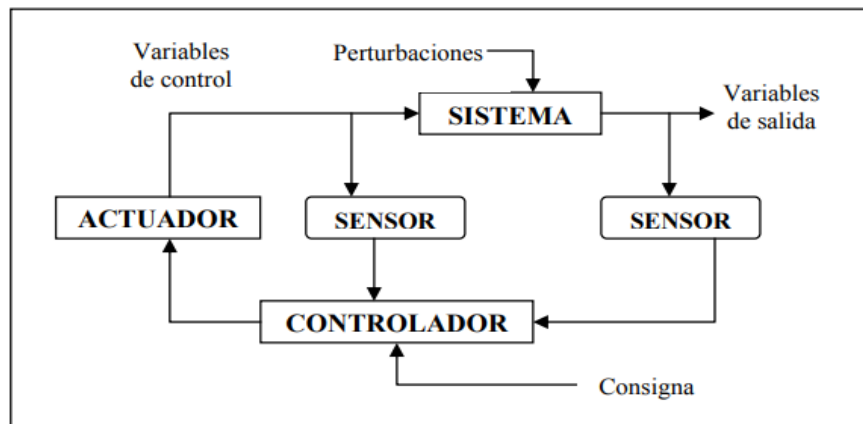 Variables
de control
Perturbaciones
SISTEMA
Variables
de salida
ACTUADOR
SENSOR
SENSOR
CONTROLADOR
Consigna